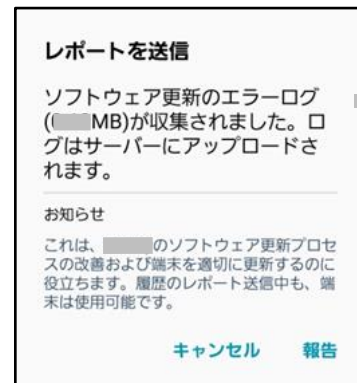 レポートを送信
ソフトウェア更新のエラーログ
( MB)が収集されました。ロ
グはサーバーにアップロードさ
れます。
お知らせ
これは、 のソフトウェア更新プロセ
スの改善および端末を適切に更新するのに
役立ちます。履歴のレポート送信中も、端
末は使用可能です。
キャンセル 報告